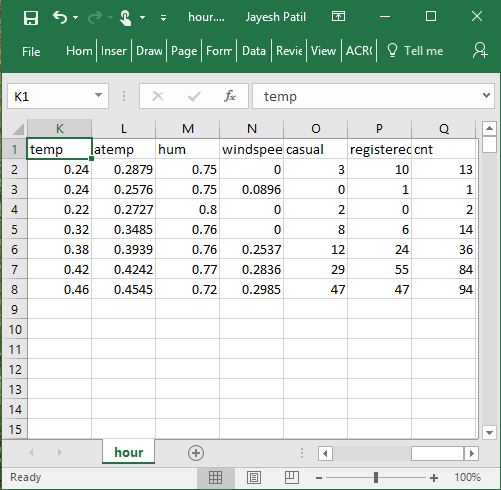 hour.... Jayesh Patil
File Hom Inser Draw Page Forr Data Revie View ACR( Tell me
K1 fx temp
K L M N O P Q
1 temp atemp hum windspee casual registered cnt
2 0.24 0.2879 0.75 0 3 10 13
3 0.24 0.2576 0.75 0.0896 0 1 1
4 0.22 0.2727 0.8 0 2 0 2
5 0.32 0.3485 0.76 0 8 6 14
6 0.38 0.3939 0.76 0.2537 12 24 36
7 0.42 0.4242 0.77 0.2836 29 55 84
8 0.46 0.4545 0.72 0.2985 47 47 94
9
10
11
12
13
14
15
hour
Ready 100%